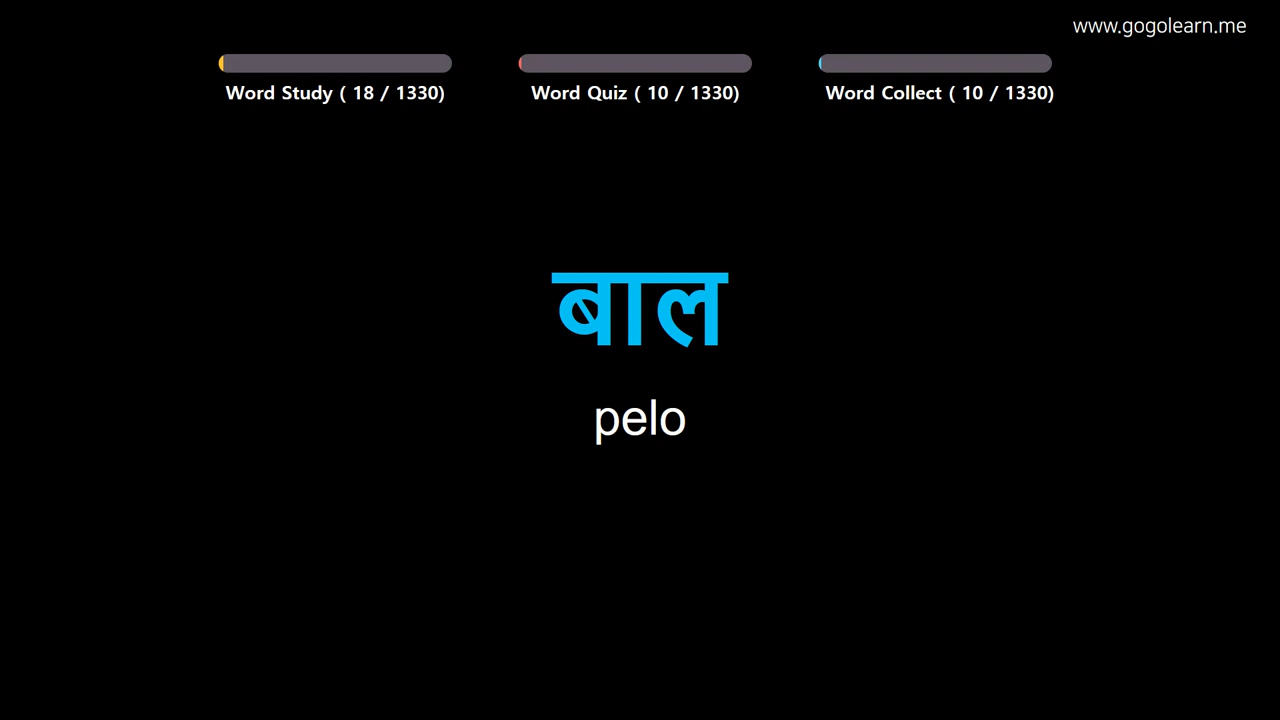 www.gogolearn.me
Word Study ( 18 / 1330)
Word Quiz ( 10 / 1330)
Word Collect ( 10 / 1330)
बाल
pelo